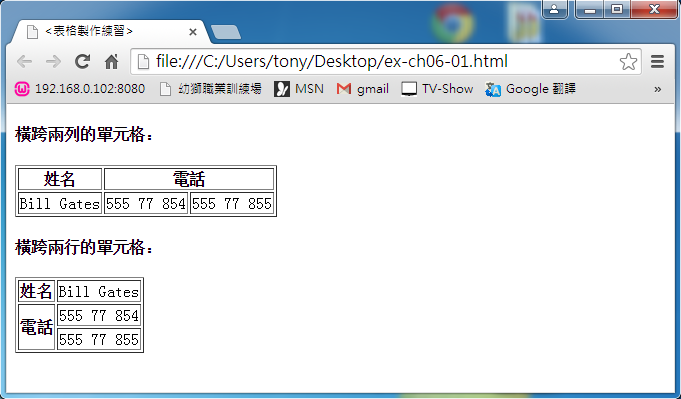 <表格製作練習>
file:///C:/Users/tony/Desktop/ex-ch06-01.html
192.168.0.102:8080 幼獅職業訓練場 MSN gmail TV-Show Google 翻譯 »
橫跨兩列的單元格：
姓名 電話
Bill Gates 555 77 854 555 77 855
橫跨兩行的單元格：
姓名 Bill Gates
電話 555 77 854
555 77 855